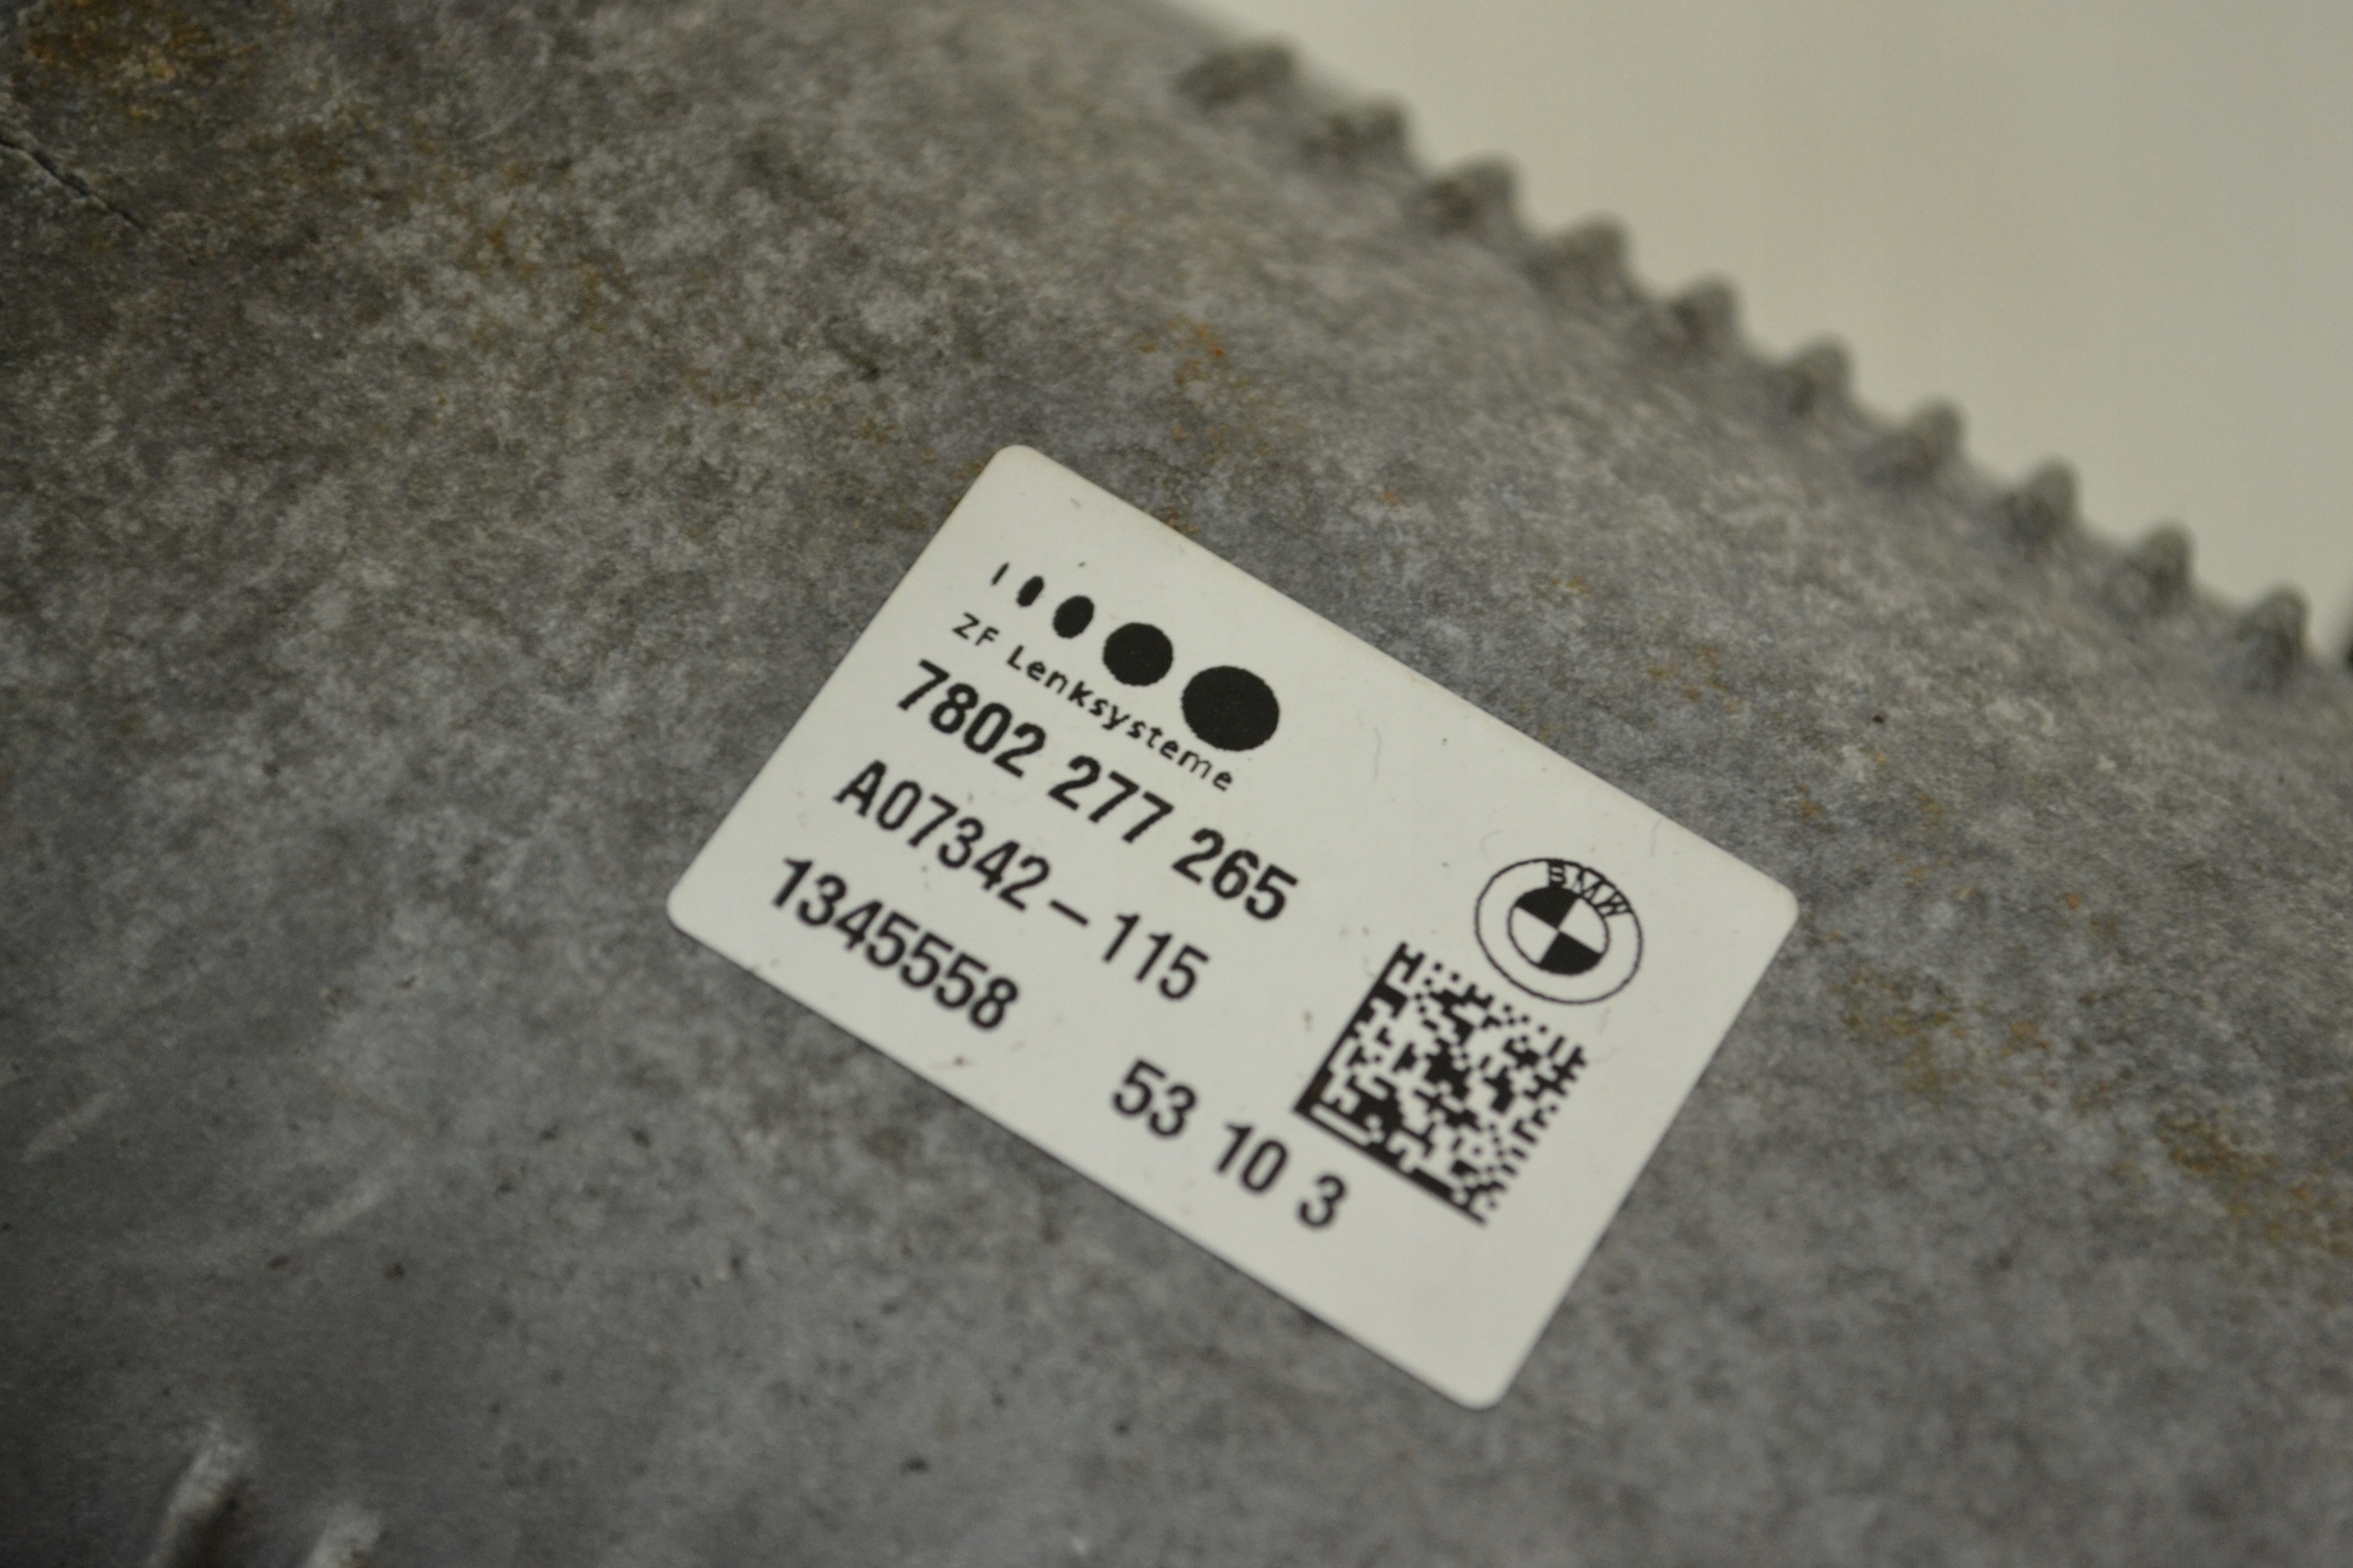 ZF Lenksysteme
7802 277 265
A07342-115
1345558
53 10 3
BMW